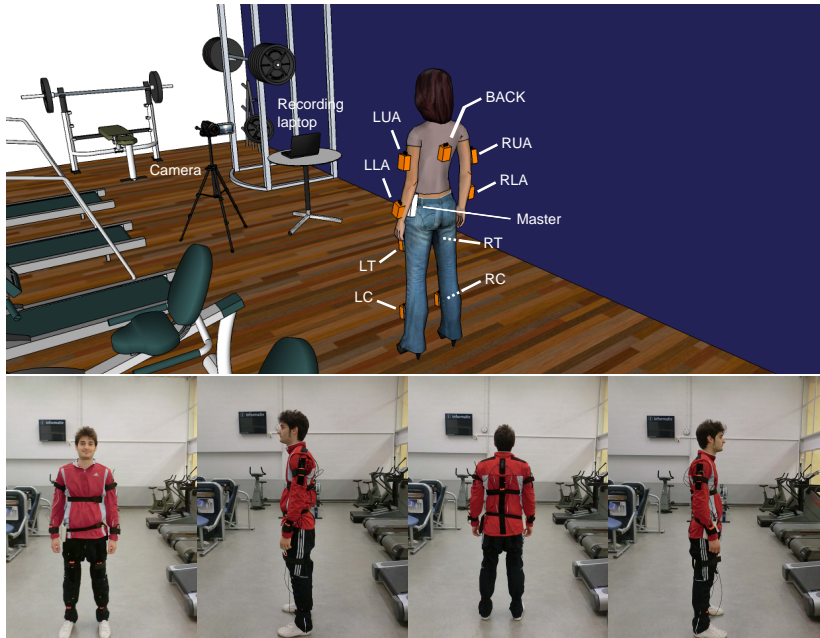 BACK
Recording
laptop
LUA
RUA
Camera
LLA
RLA
Master
RT
LT
RC
LC